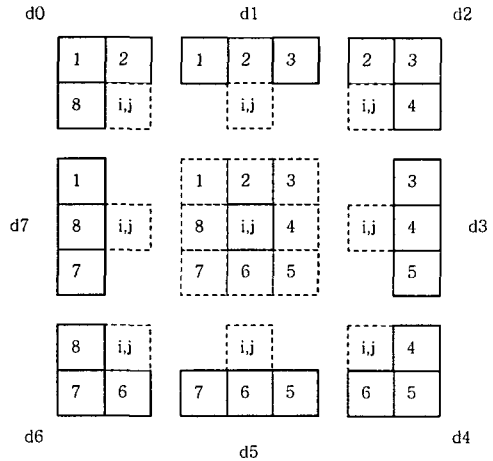 d0 d1 d2
1 2 1 2 3 2 3
8 i,j i,j i,j 4
1 1 2 3 3
d7 8 i,j 8 i,j 4 i,j 4 d3
7 7 6 5 5
8 i,j i,j i,j 4
7 6 7 6 5 6 5
d6 d5 d4